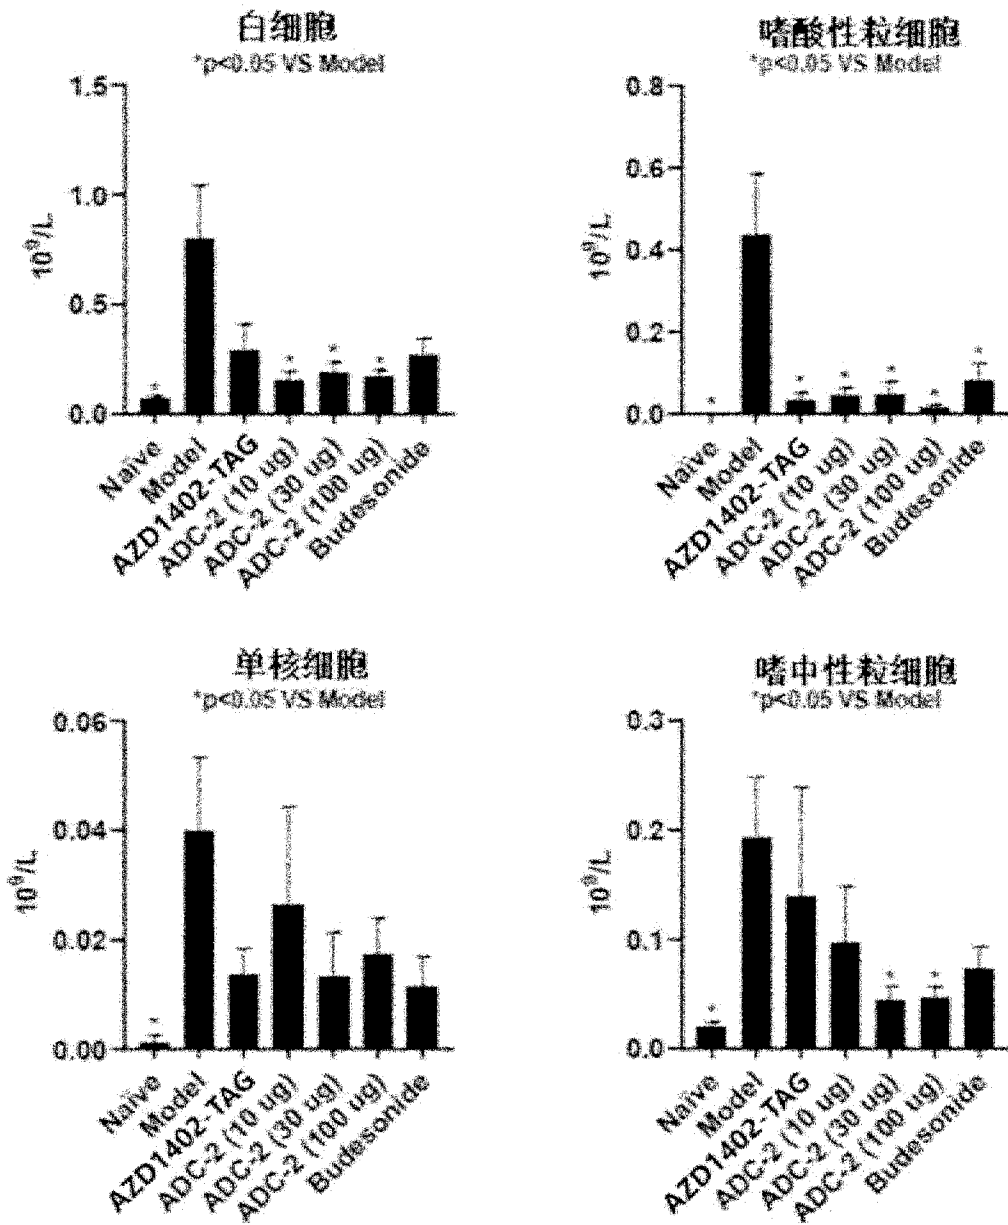 白细胞
*p<0.05 VS Model
1.5
1.0
0.5
0.0
10⁹/L
*
*
*
*
Naïve
Model
AZD1402-TAG
ADC-2 (10 ug)
ADC-2 (30 ug)
ADC-2 (100 ug)
Budesonide
嗜酸性粒细胞
*p<0.05 VS Model
0.8
0.6
0.4
0.2
0.0
10⁹/L
*
*
*
*
*
*
Naïve
Model
AZD1402-TAG
ADC-2 (10 ug)
ADC-2 (30 ug)
ADC-2 (100 ug)
Budesonide
单核细胞
*p<0.05 VS Model
0.06
0.04
0.02
0.00
10⁹/L
*
Naïve
Model
AZD1402-TAG
ADC-2 (10 ug)
ADC-2 (30 ug)
ADC-2 (100 ug)
Budesonide
嗜中性粒细胞
*p<0.05 VS Model
0.3
0.2
0.1
0.0
10⁹/L
*
*
*
Naïve
Model
AZD1402-TAG
ADC-2 (10 ug)
ADC-2 (30 ug)
ADC-2 (100 ug)
Budesonide